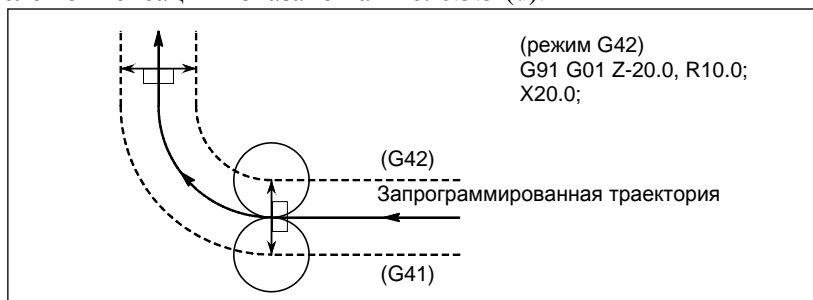 (режим G42)
G91 G01 Z-20.0, R10.0;
X20.0;
(G42)
Запрограммированная траектория
(G41)